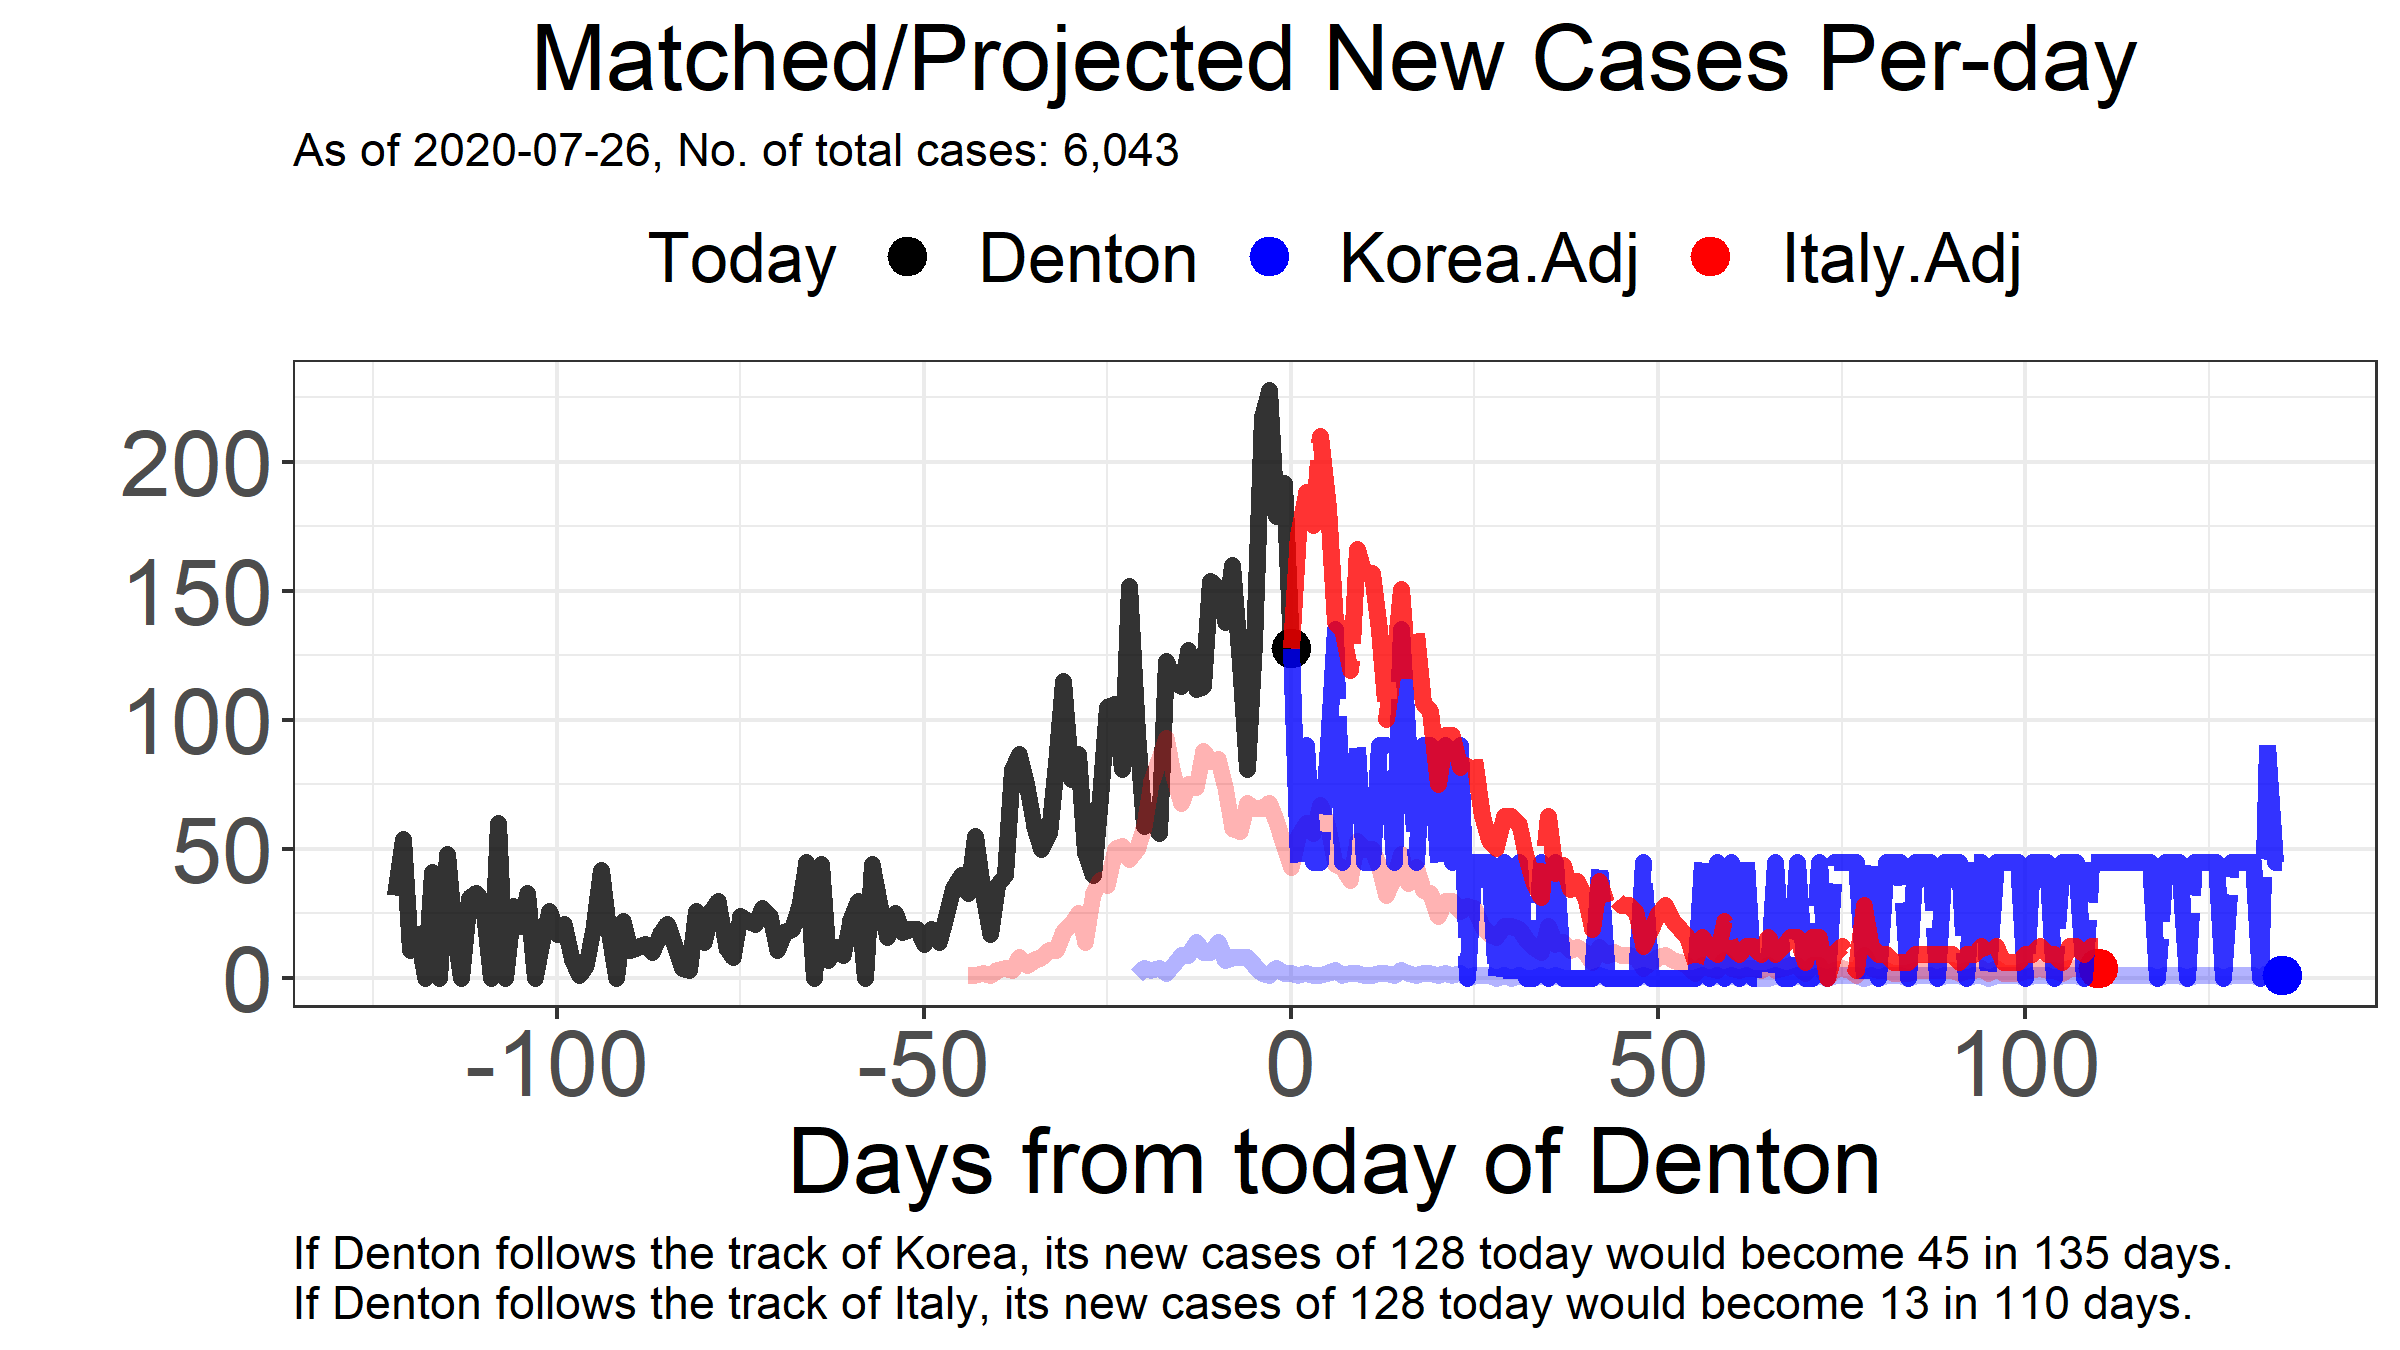 Matched/Projected New Cases Per-day
As of 2020-07-26, No. of total cases: 6,043
Today Denton Korea.Adj Italy.Adj
200
150
100
50
0
-100 -50 0 50 100
Days from today of Denton
If Denton follows the track of Korea, its new cases of 128 today would become 45 in 135 days.
If Denton follows the track of Italy, its new cases of 128 today would become 13 in 110 days.